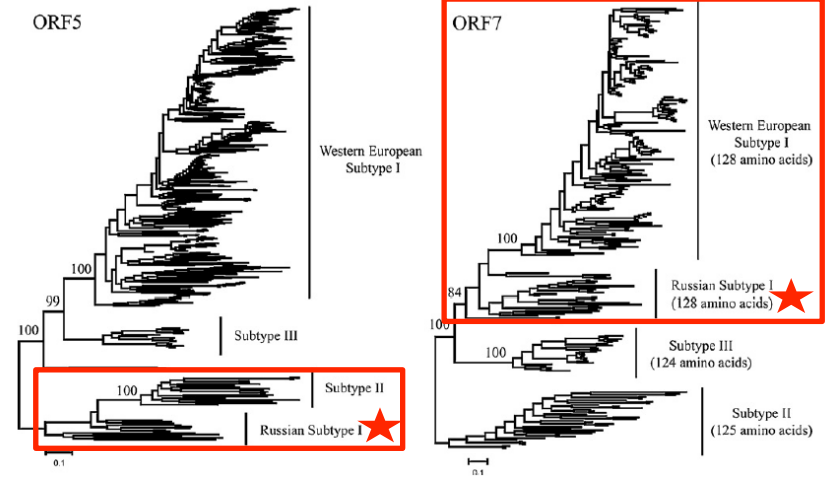 ORF5
Western European
Subtype I
100
99
100
Subtype III
100
Subtype II
Russian Subtype I
0.1
ORF7
Western European
Subtype I
(128 amino acids)
100
84
Russian Subtype I
(128 amino acids)
100
100
Subtype III
(124 amino acids)
Subtype II
(125 amino acids)
0.1